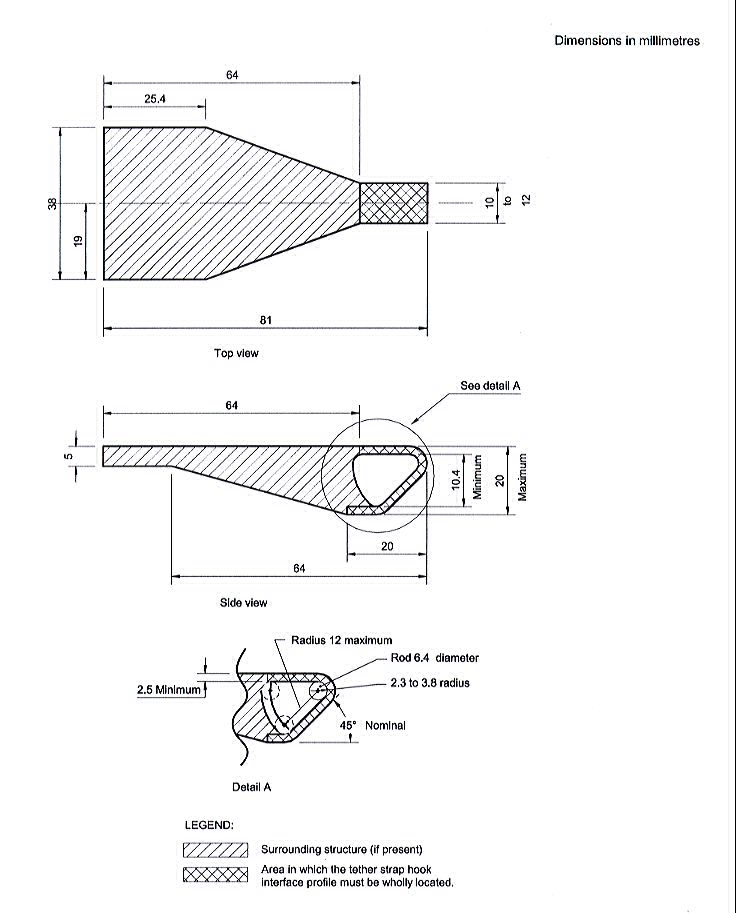 Dimensions in millimetres
64
25.4
38
19
10
to
12
81
Top view
See detail A
64
5
10.4
Minimum
20
Maximum
20
64
Side view
Radius 12 maximum
Rod 6.4 diameter
2.3 to 3.8 radius
2.5 Minimum
45° Nominal
Detail A
LEGEND:
Surrounding structure (if present)
Area in which the tether strap hook
interface profile must be wholly located.